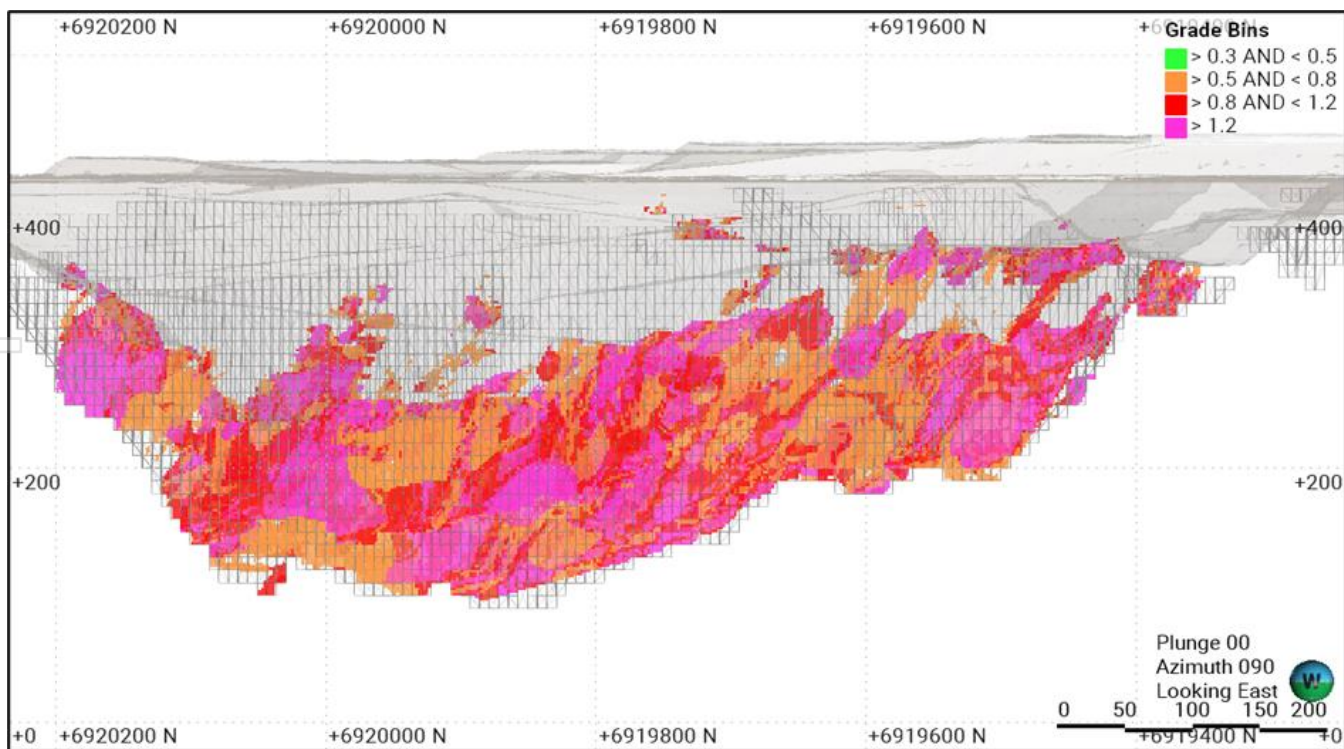 +6920200 N
+6920000 N
+6919800 N
+6919600 N
+6919400 N
Grade Bins
> 0.3 AND < 0.5
> 0.5 AND < 0.8
> 0.8 AND < 1.2
> 1.2
+400
+400
+200
+200
Plunge 00
Azimuth 090
Looking East
W
0 50 100 150 200
+0
+6920200 N
+6920000 N
+6919800 N
+6919600 N
+6919400 N